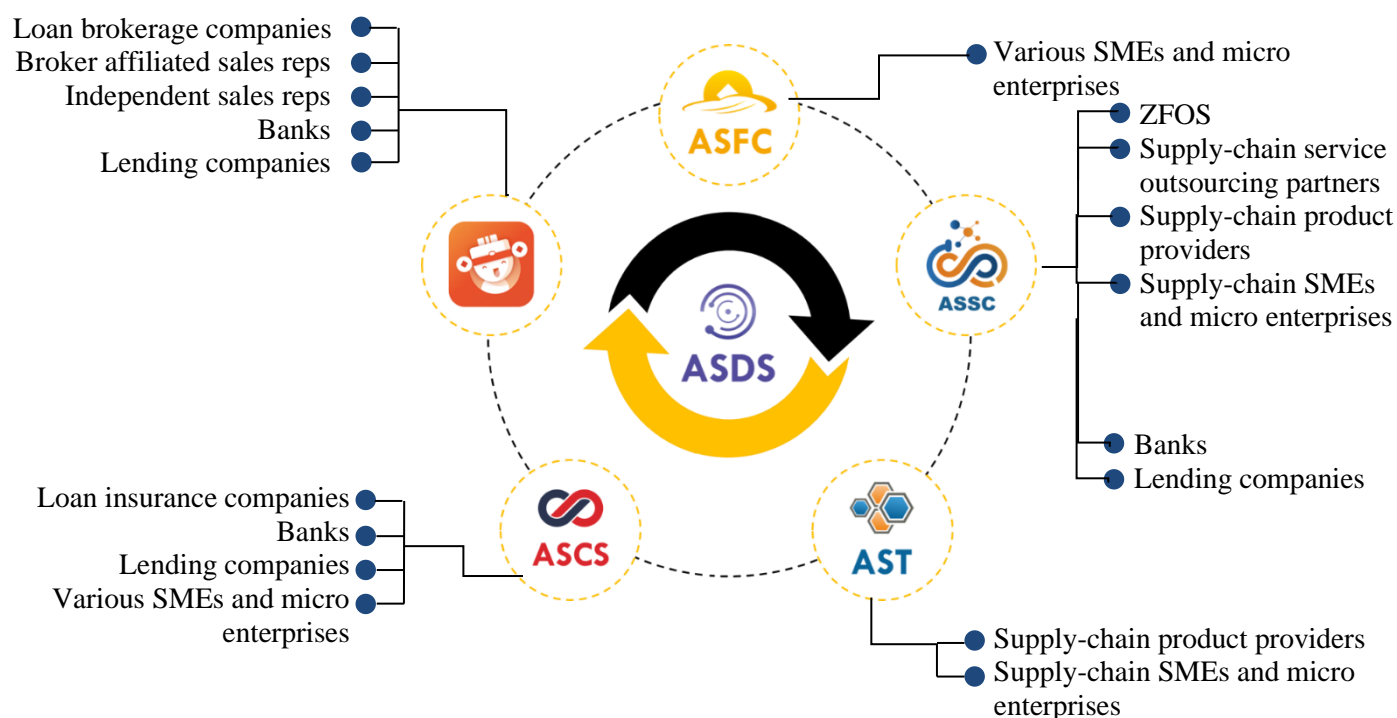 Loan brokerage companies
Broker affiliated sales reps
Independent sales reps
Banks
Lending companies
ASFC
Various SMEs and micro
enterprises
ZFOS
Supply-chain service
outsourcing partners
Supply-chain product
providers
Supply-chain SMEs
and micro enterprises
Banks
Lending companies
ASSC
ASDS
Loan insurance companies
Banks
Lending companies
Various SMEs and micro
enterprises
ASCS
AST
Supply-chain product providers
Supply-chain SMEs and micro
enterprises